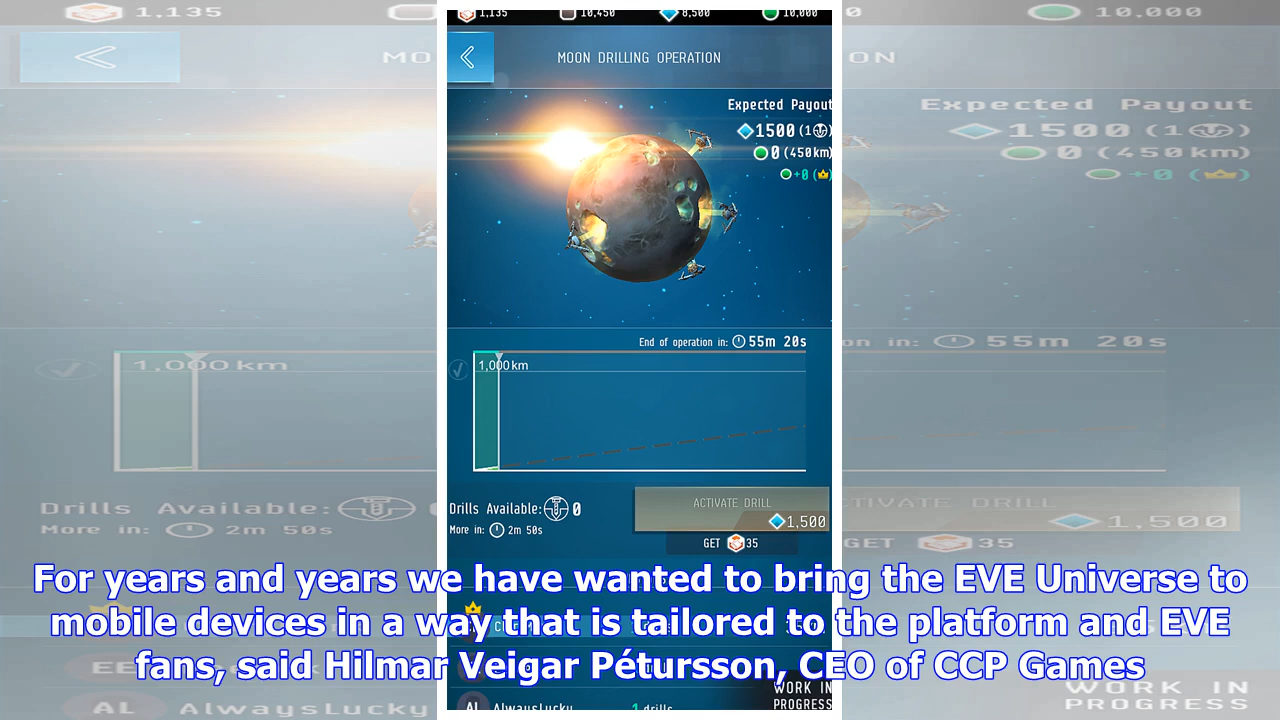 1,135 10,450 8,500 10,000
MOON DRILLING OPERATION
Expected Payout
1500 (1)
0 (450km)
+0
End of operation in: 55m 20s
1,000 km
Drills Available: 0
More in: 2m 50s
ACTIVATE DRILL
1,500
GET 35
For years and years we have wanted to bring the EVE Universe to
mobile devices in a way that is tailored to the platform and EVE
fans, said Hilmar Veigar Pétursson, CEO of CCP Games
AL AlwaysLucky 1 drills
WORK IN
PROGRESS